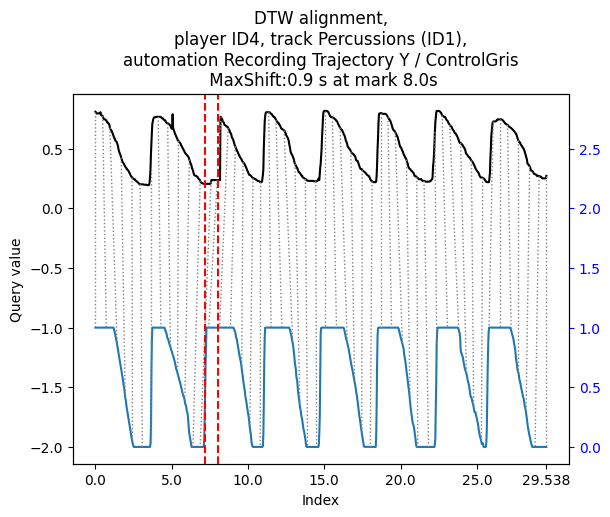 DTW alignment,
player ID4, track Percussions (ID1),
automation Recording Trajectory Y / ControlGris
MaxShift:0.9 s at mark 8.0s
0.5
0.0
−0.5
−1.0
−1.5
−2.0
Query value
2.5
2.0
1.5
1.0
0.5
0.0
0.0 5.0 10.0 15.0 20.0 25.0 29.538
Index